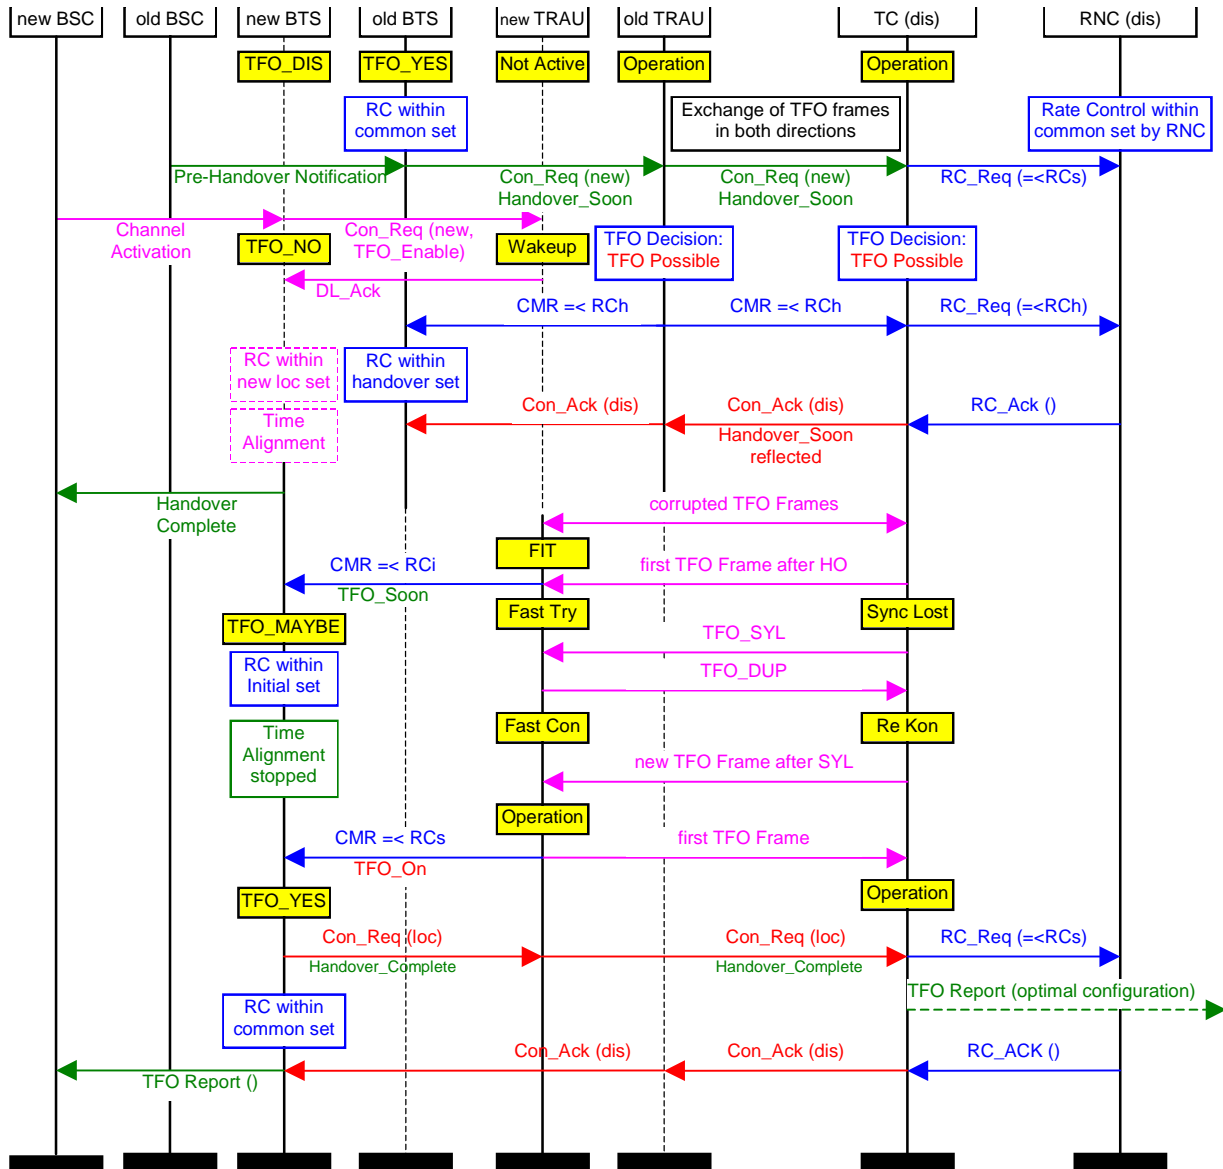 new BSC
old BSC
new BTS
old BTS
new TRAU
old TRAU
TC (dis)
RNC (dis)
TFO_DIS
TFO_YES
Not Active
Operation
Operation
RC within
common set
Exchange of TFO frames
in both directions
Rate Control within
common set by RNC
Pre-Handover Notification
Con_Req (new)
Handover_Soon
Con_Req (new)
Handover_Soon
RC_Req (=<RCs)
Channel
Activation
TFO_NO
Con_Req (new,
TFO_Enable)
Wakeup
TFO Decision:
TFO Possible
TFO Decision:
TFO Possible
DL_Ack
CMR =< RCh
CMR =< RCh
RC_Req (=<RCh)
RC within
new loc set
RC within
handover set
Time
Alignment
Con_Ack (dis)
Con_Ack (dis)
Handover_Soon
reflected
RC_Ack ()
Handover
Complete
corrupted TFO Frames
FIT
CMR =< RCi
TFO_Soon
first TFO Frame after HO
TFO_MAYBE
Fast Try
Sync Lost
TFO_SYL
RC within
Initial set
TFO_DUP
Time
Alignment
stopped
Fast Con
Re Kon
new TFO Frame after SYL
Operation
CMR =< RCs
TFO_On
first TFO Frame
TFO_YES
Operation
Con_Req (loc)
Handover_Complete
Con_Req (loc)
Handover_Complete
RC_Req (=<RCs)
TFO Report (optimal configuration)
RC within
common set
Con_Ack (dis)
Con_Ack (dis)
RC_ACK ()
TFO Report ()